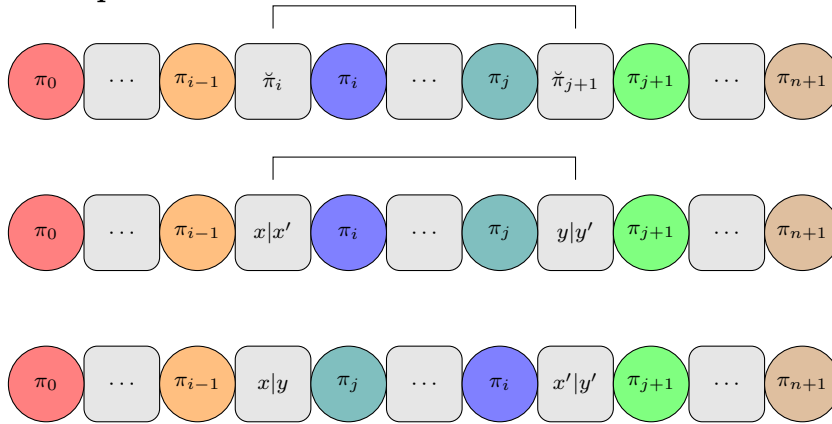 π₀ ⋯ πᵢ₋₁ π̆ᵢ πᵢ ⋯ πⱼ π̆ⱼ₊₁ πⱼ₊₁ ⋯ πₙ₊₁
π₀ ⋯ πᵢ₋₁ x|x′ πᵢ ⋯ πⱼ y|y′ πⱼ₊₁ ⋯ πₙ₊₁
π₀ ⋯ πᵢ₋₁ x|y πⱼ ⋯ πᵢ x′|y′ πⱼ₊₁ ⋯ πₙ₊₁